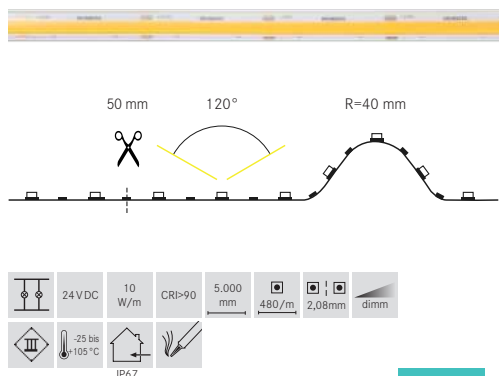 50 mm
120°
R=40 mm
24 V DC
10
W/m
CRI>90
5.000
mm
480/m
2,08mm
dimm
III
-25 bis
+105°C
IP67